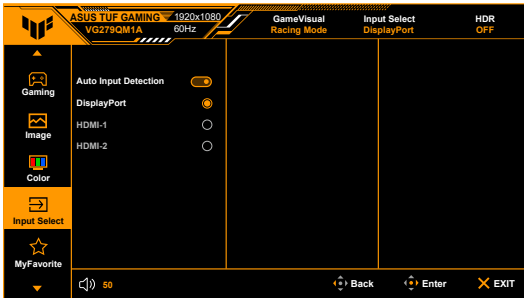 ASUS TUF GAMING 1920x1080 GameVisual Input Select HDR
VG279QM1A 60Hz Racing Mode DisplayPort OFF
Gaming
Image
Color
Input Select
MyFavorite
Auto Input Detection
DisplayPort
HDMI-1
HDMI-2
50 Back Enter EXIT